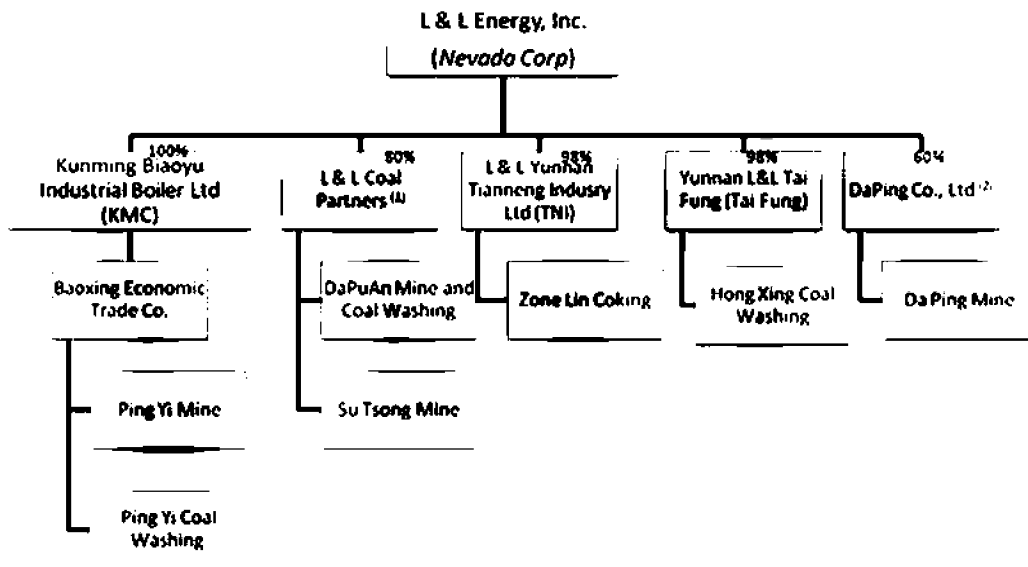 L & L Energy, Inc.
(Nevada Corp)
100%
Kunming Biaoyu
Industrial Boiler Ltd
(KMC)
80%
L & L Coal
Partners (1)
98%
L & L Yunnan
Tianneng Indusry
Ltd (TNI)
98%
Yunnan L&L Tai
Fung (Tai Fung)
60%
DaPing Co., Ltd (2)
Baoxing Economic
Trade Co.
DaPuAn Mine and
Coal Washing
Zone Lin Coking
Hong Xing Coal
Washing
Da Ping Mine
Ping Yi Mine
Su Tsong Mine
Ping Yi Coal
Washing